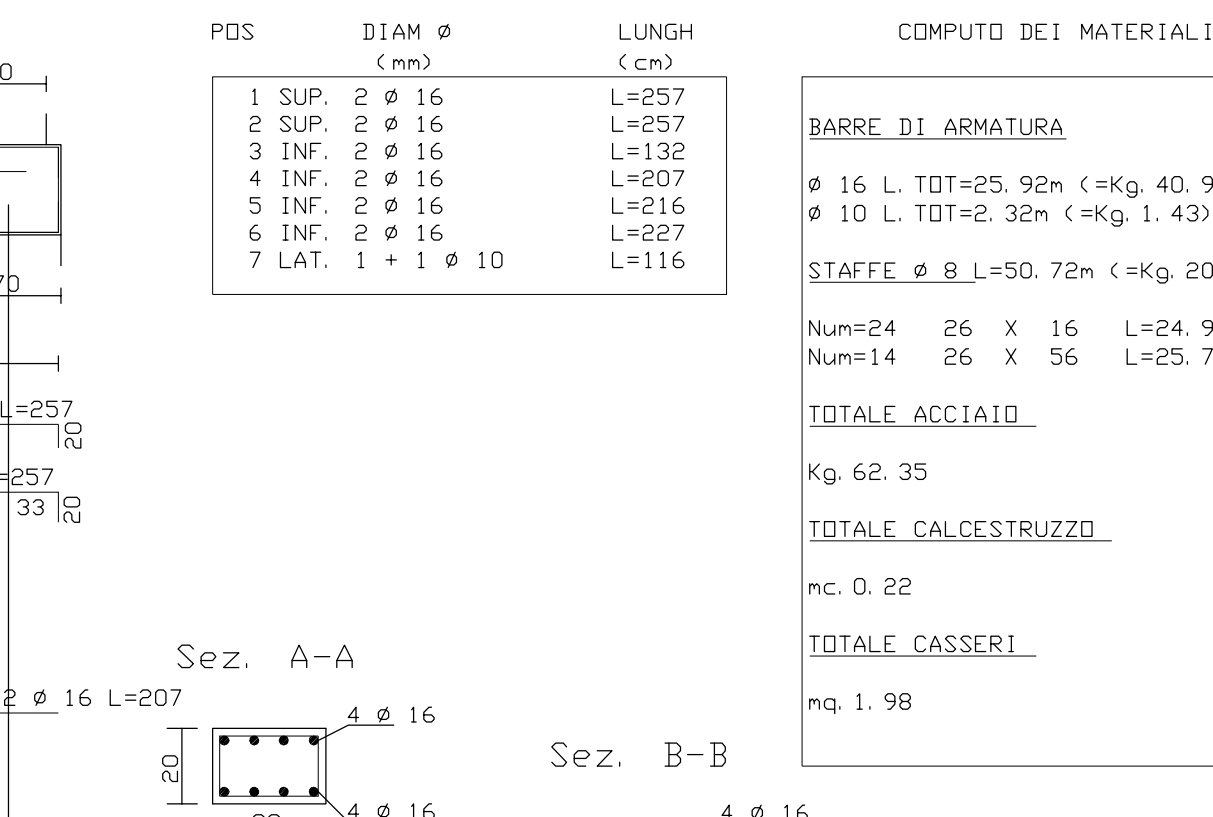 POS DIAM Ø LUNGH
(mm) (cm)
1 SUP. 2 Ø 16 L=257
2 SUP. 2 Ø 16 L=257
3 INF. 2 Ø 16 L=132
4 INF. 2 Ø 16 L=207
5 INF. 2 Ø 16 L=216
6 INF. 2 Ø 16 L=227
7 LAT. 1 + 1 Ø 10 L=116
COMPUTO DEI MATERIALI
BARRE DI ARMATURA
Ø 16 L. TOT=25. 92m (=Kg. 40. 9
Ø 10 L. TOT=2. 32m (=Kg. 1. 43)
STAFFE Ø 8 L=50. 72m (=Kg. 20
Num=24 26 X 16 L=24. 9
Num=14 26 X 56 L=25. 7
TOTALE ACCIAIO
Kg. 62. 35
TOTALE CALCESTRUZZO
mc. 0. 22
TOTALE CASSERI
mq. 1. 98
0
70
L=257
20
=257
33
20
2 Ø 16 L=207
Sez. A-A
4 Ø 16
20
4 Ø 16
Sez. B-B
4 Ø 16